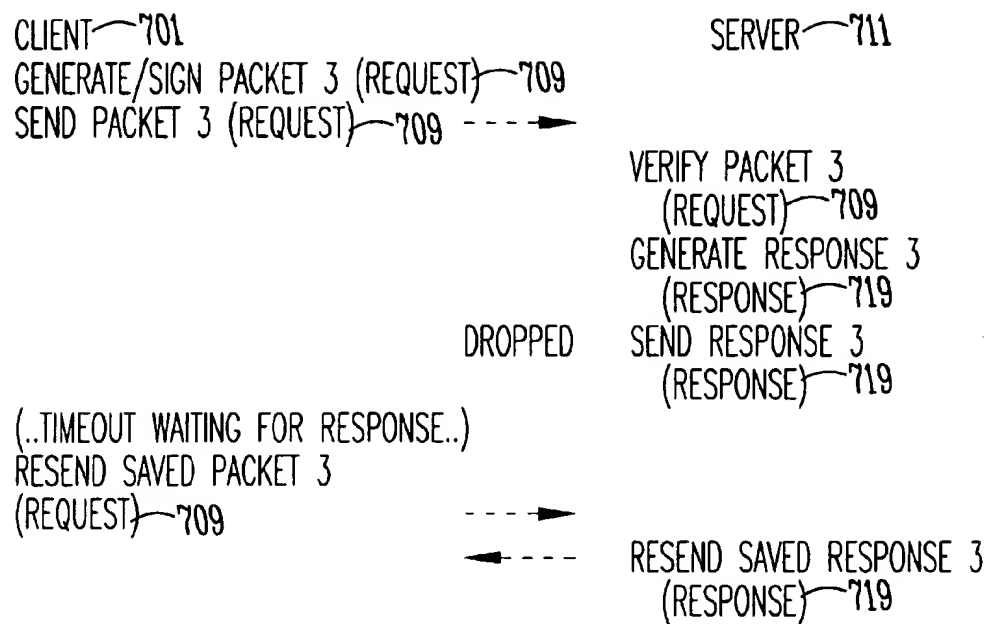 CLIENT 701 SERVER 711
GENERATE/SIGN PACKET 3 (REQUEST) 709
SEND PACKET 3 (REQUEST) 709
VERIFY PACKET 3
(REQUEST) 709
GENERATE RESPONSE 3
(RESPONSE) 719
DROPPED SEND RESPONSE 3
(RESPONSE) 719
(..TIMEOUT WAITING FOR RESPONSE..)
RESEND SAVED PACKET 3
(REQUEST) 709
RESEND SAVED RESPONSE 3
(RESPONSE) 719